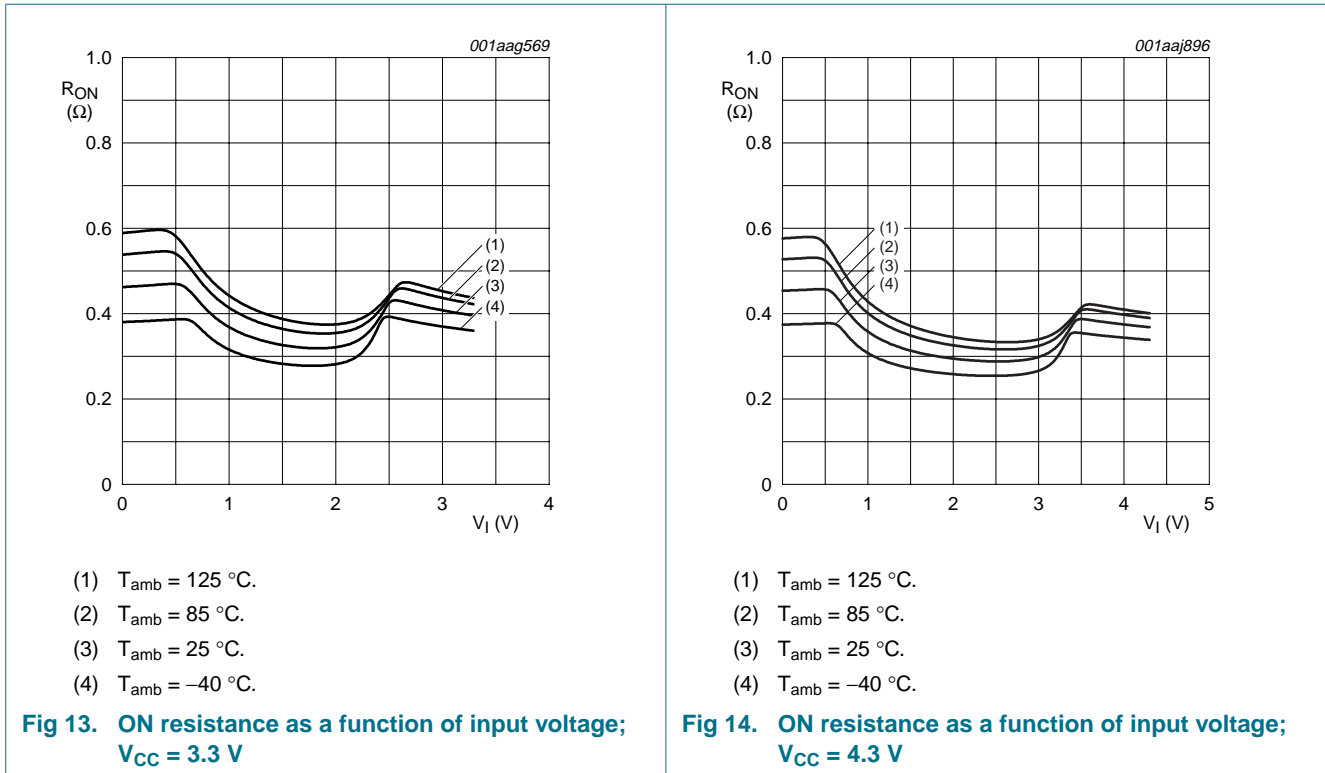 001aag569
1.0
RON
(Ω)
0.8
0.6
0.4
0.2
0
(1)
(2)
(3)
(4)
0 1 2 3 4
VI (V)
(1) Tamb = 125 °C.
(2) Tamb = 85 °C.
(3) Tamb = 25 °C.
(4) Tamb = −40 °C.
Fig 13. ON resistance as a function of input voltage;
VCC = 3.3 V
001aaj896
1.0
RON
(Ω)
0.8
0.6
0.4
0.2
0
(1)
(2)
(3)
(4)
0 1 2 3 4 5
VI (V)
(1) Tamb = 125 °C.
(2) Tamb = 85 °C.
(3) Tamb = 25 °C.
(4) Tamb = −40 °C.
Fig 14. ON resistance as a function of input voltage;
VCC = 4.3 V